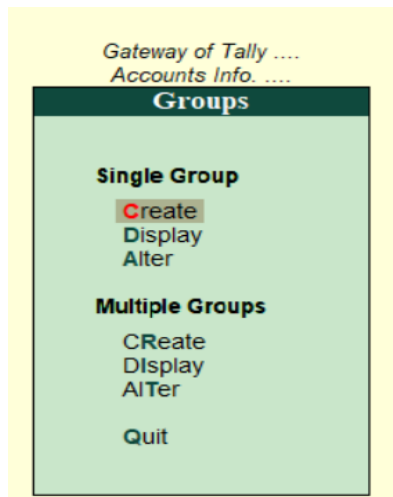 Gateway of Tally ....
Accounts Info. ....
Groups
Single Group
Create
Display
Alter
Multiple Groups
CReate
DIsplay
AlTer
Quit